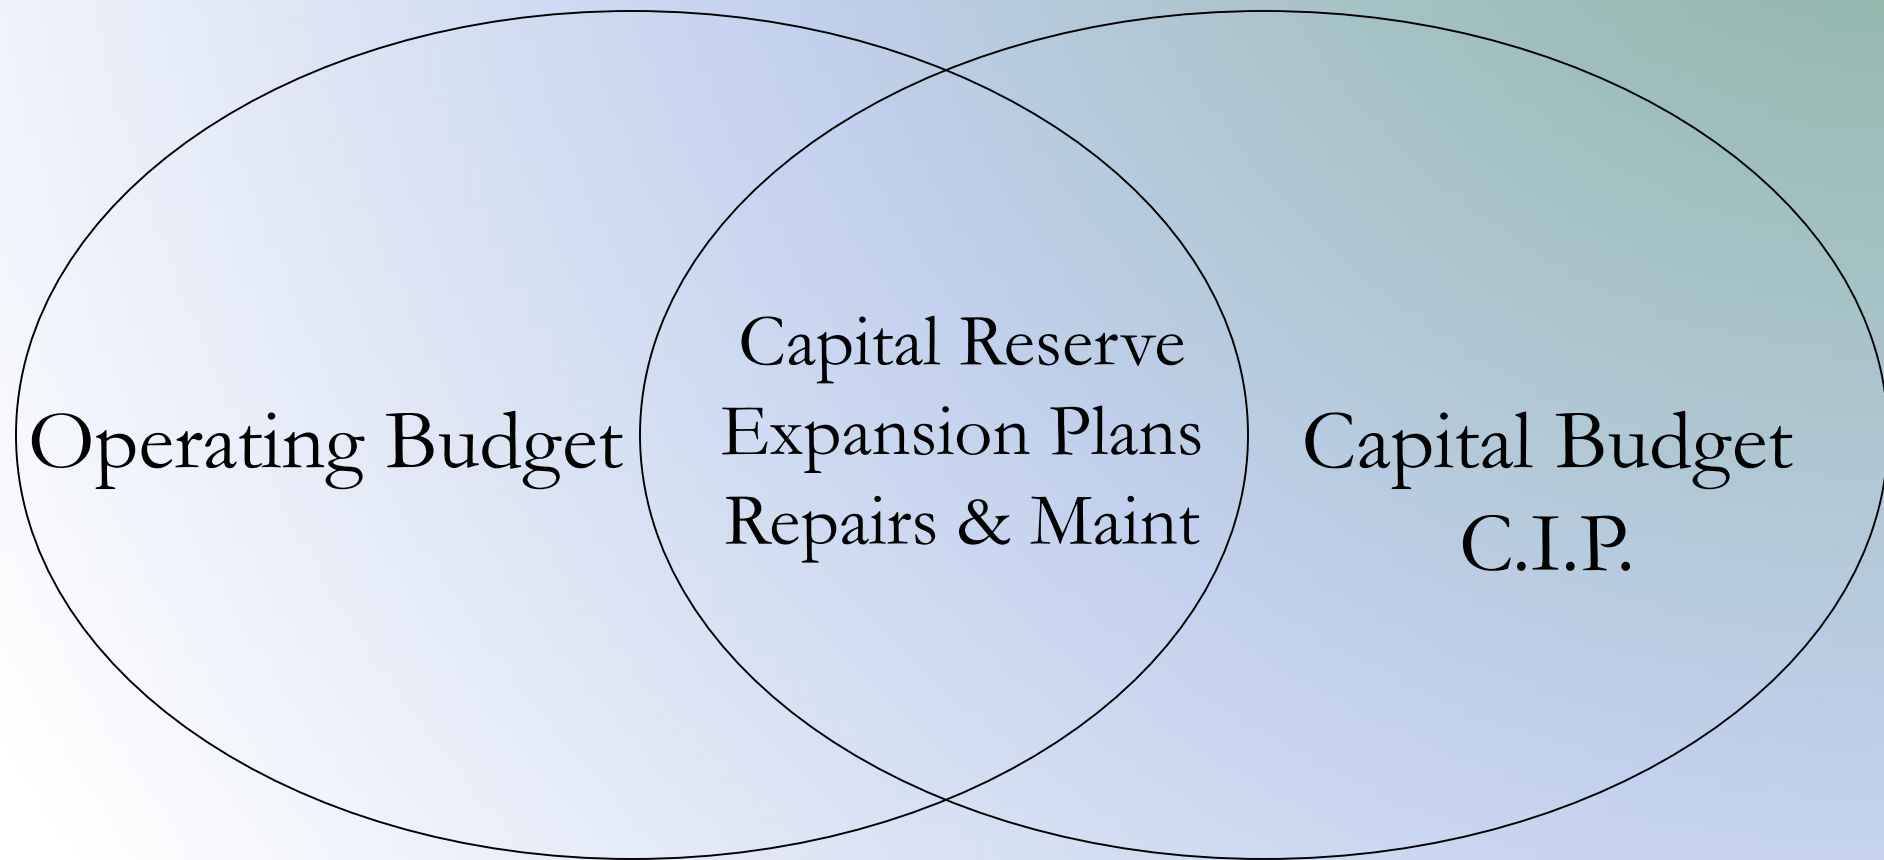 Operating Budget
Capital Reserve
Expansion Plans
Repairs & Maint
Capital Budget
C.I.P.